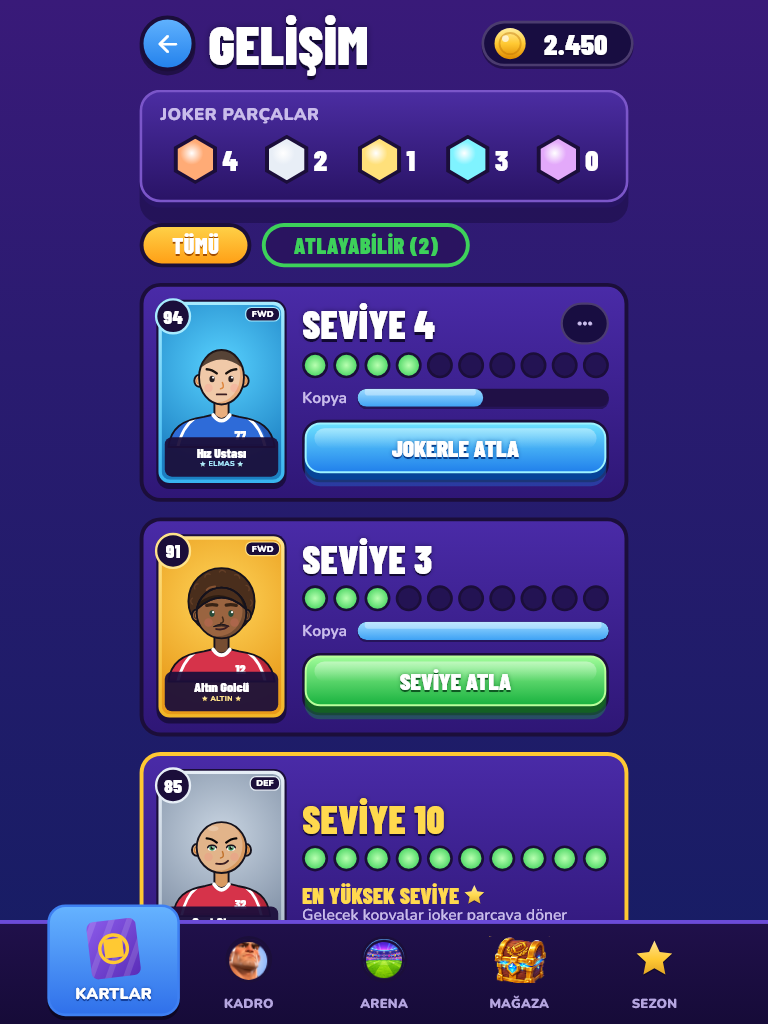 GELİŞİM
2.450
JOKER PARÇALAR
4
2
1
3
0
TÜMÜ
ATLAYABİLİR (2)
94
FWD
Hız Ustası
★ ELMAS ★
SEVİYE 4
Kopya
JOKERLE ATLA
91
FWD
12
Altın Golcü
★ ALTIN ★
SEVİYE 3
Kopya
SEVİYE ATLA
85
DEF
SEVİYE 10
EN YÜKSEK SEVİYE
Gelecek kopyalar joker parçaya döner
KARTLAR
KADRO
ARENA
MAĞAZA
SEZON